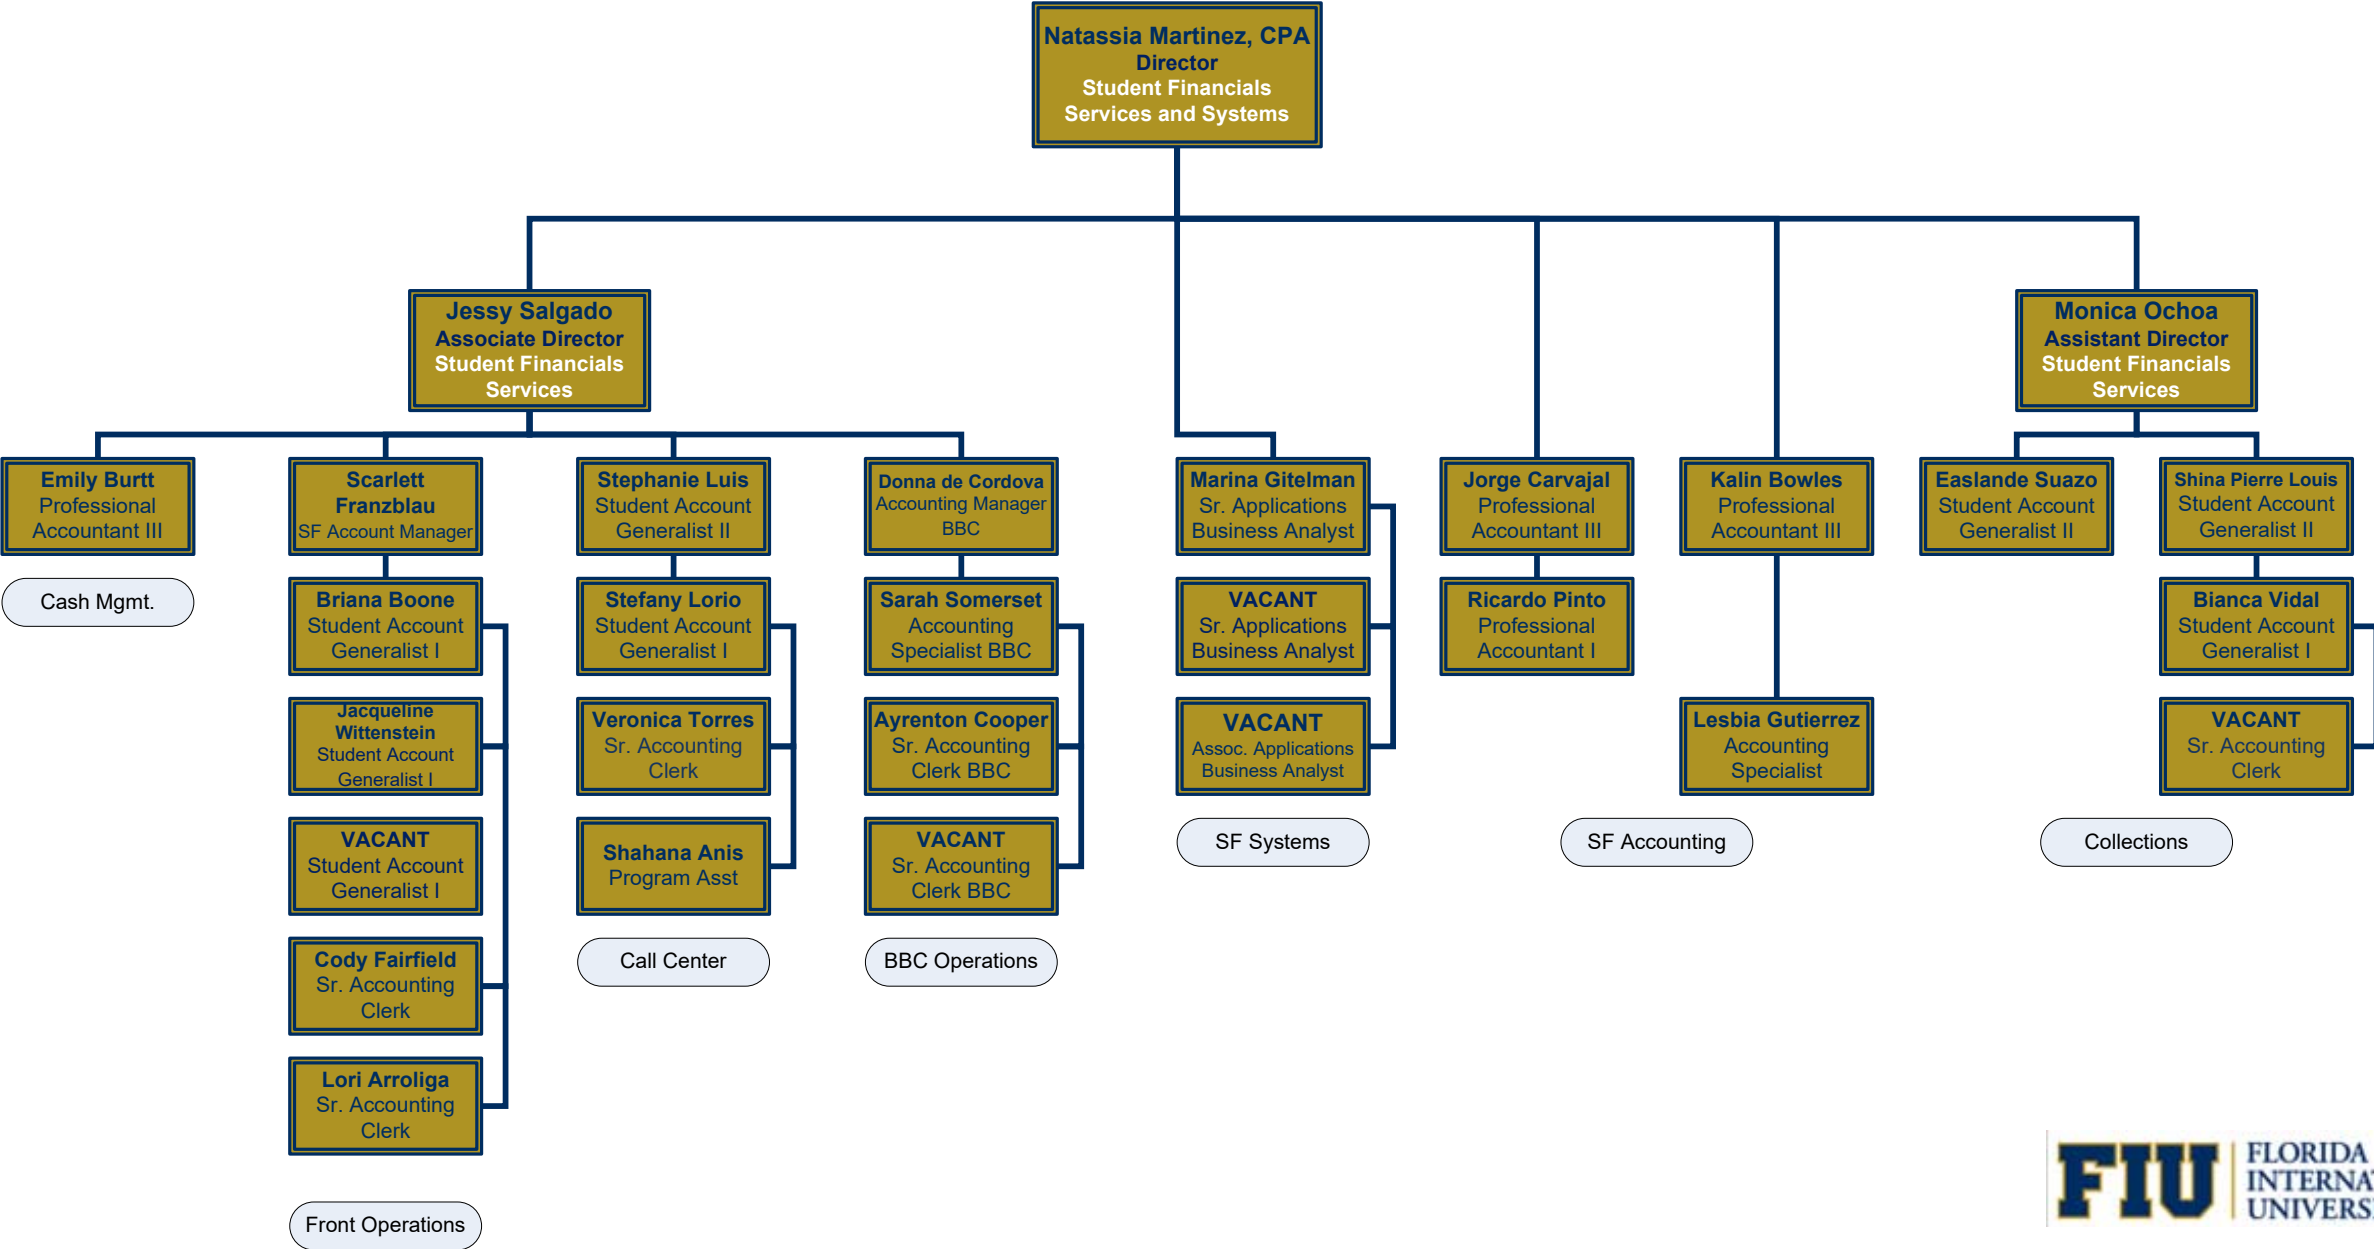 Natassia Martinez, CPA
Director
Student Financials
Services and Systems
Jessy Salgado
Associate Director
Student Financials
Services
Monica Ochoa
Assistant Director
Student Financials
Services
Emily Burtt
Professional
Accountant III
Cash Mgmt.
Scarlett
Franzblau
SF Account Manager
Briana Boone
Student Account
Generalist I
Jacqueline
Wittenstein
Student Account
Generalist I
VACANT
Student Account
Generalist I
Cody Fairfield
Sr. Accounting
Clerk
Lori Arroliga
Sr. Accounting
Clerk
Front Operations
Stephanie Luis
Student Account
Generalist II
Stefany Lorio
Student Account
Generalist I
Veronica Torres
Sr. Accounting
Clerk
Shahana Anis
Program Asst
Call Center
Donna de Cordova
Accounting Manager
BBC
Sarah Somerset
Accounting
Specialist BBC
Ayrenton Cooper
Sr. Accounting
Clerk BBC
VACANT
Sr. Accounting
Clerk BBC
BBC Operations
Marina Gitelman
Sr. Applications
Business Analyst
VACANT
Sr. Applications
Business Analyst
VACANT
Assoc. Applications
Business Analyst
SF Systems
Jorge Carvajal
Professional
Accountant III
Ricardo Pinto
Professional
Accountant I
Kalin Bowles
Professional
Accountant III
Lesbia Gutierrez
Accounting
Specialist
SF Accounting
Easlande Suazo
Student Account
Generalist II
Shina Pierre Louis
Student Account
Generalist II
Bianca Vidal
Student Account
Generalist I
VACANT
Sr. Accounting
Clerk
Collections
FIU
FLORIDA